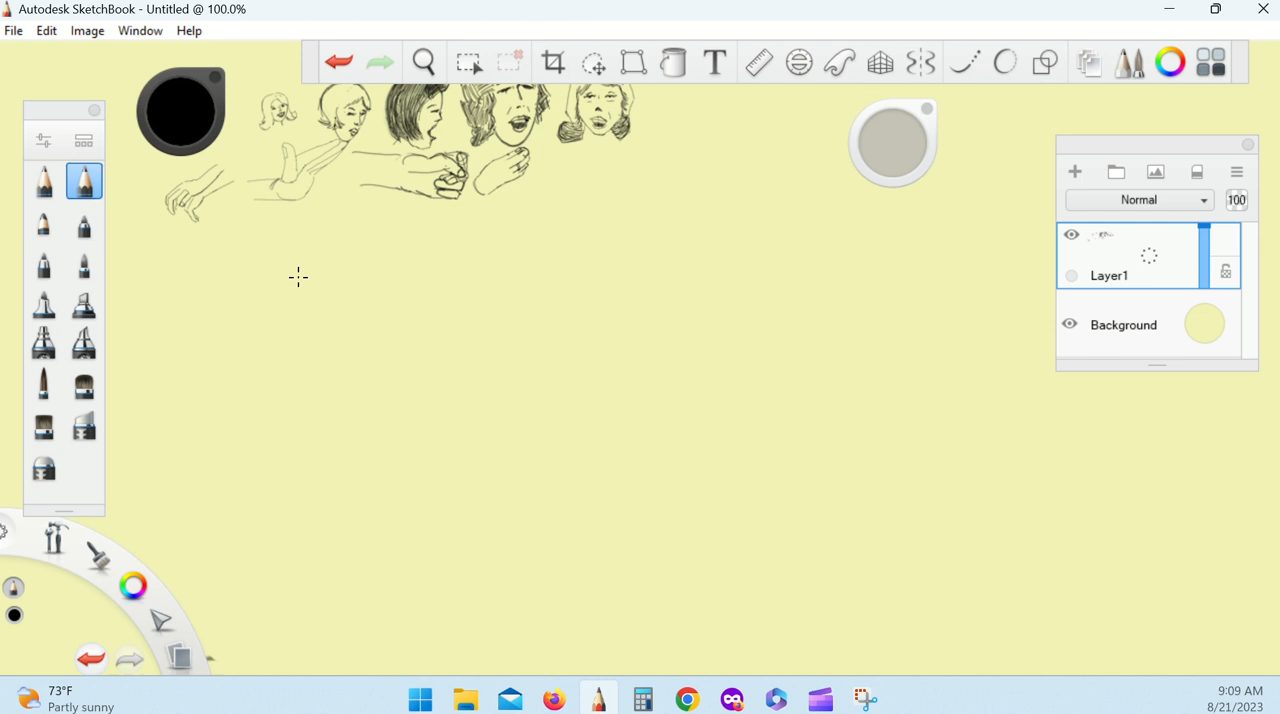 Autodesk SketchBook - Untitled @ 100.0%
File Edit Image Window Help
T
Normal 100
Layer1
Background
73°F
Partly sunny
9:09 AM
8/21/2023